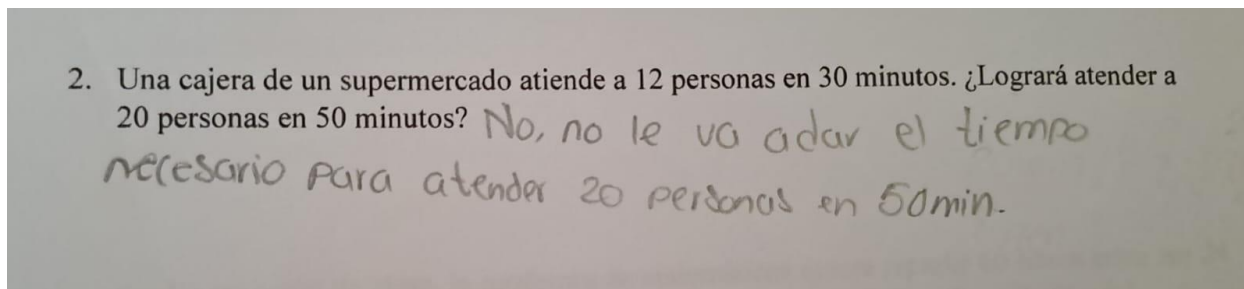 2. Una cajera de un supermercado atiende a 12 personas en 30 minutos. ¿Logrará atender a
20 personas en 50 minutos? No, no le va adar el tiempo
necesario para atender 20 personas en 50min.